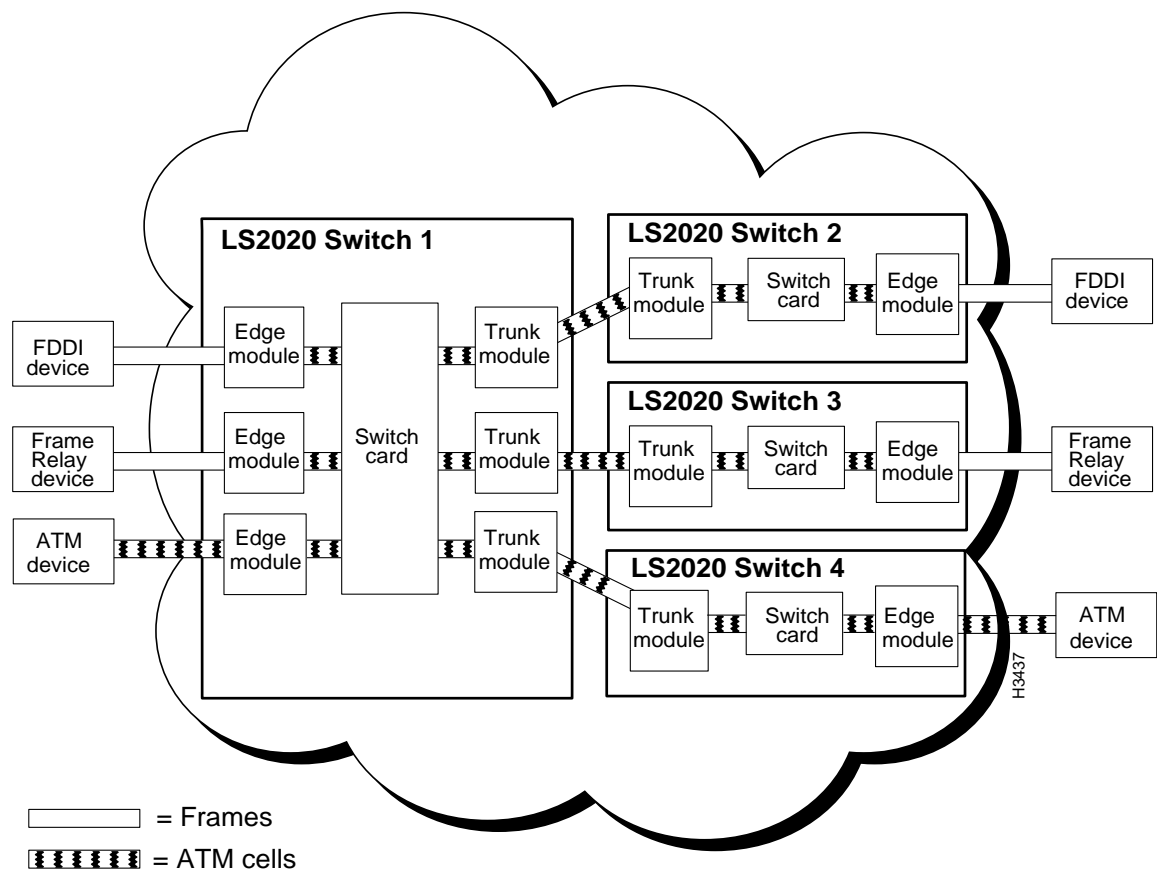 LS2020 Switch 1
FDDI
device
Frame
Relay
device
ATM
device
Edge
module
Edge
module
Edge
module
Switch
card
Trunk
module
Trunk
module
Trunk
module
LS2020 Switch 2
Trunk
module
Switch
card
Edge
module
FDDI
device
LS2020 Switch 3
Trunk
module
Switch
card
Edge
module
Frame
Relay
device
LS2020 Switch 4
Trunk
module
Switch
card
Edge
module
ATM
device
H3437
= Frames
= ATM cells